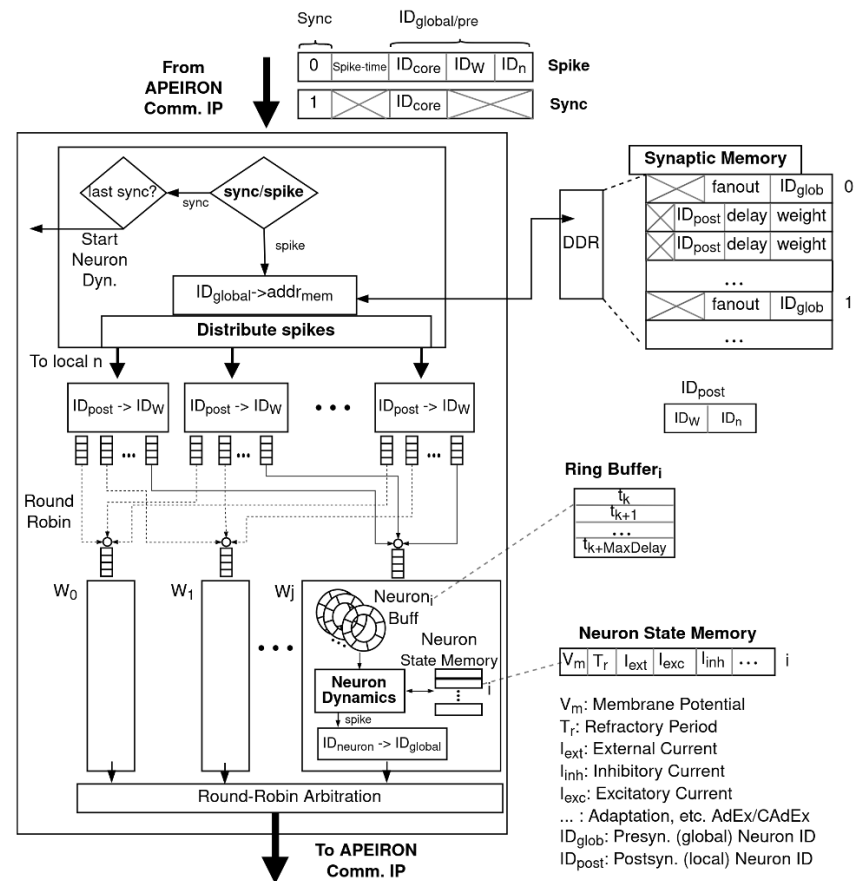 Sync
ID_global/pre
From
APEIRON
Comm. IP
0 Spike-time ID_core ID_W ID_n Spike
1 ID_core Sync
Synaptic Memory
fanout ID_glob 0
ID_post delay weight
ID_post delay weight
...
fanout ID_glob 1
...
DDR
last sync?
sync
sync/spike
spike
Start
Neuron
Dyn.
ID_global->addr_mem
Distribute spikes
To local n
ID_post -> ID_W ID_post -> ID_W ... ID_post -> ID_W
... ... ...
Round
Robin
ID_post
ID_W ID_n
Ring Buffer_i
t_k
t_k+1
...
t_k+MaxDelay
W_0 W_1 ... W_j
Neuron_i
Buff
...
Neuron
State Memory
i
Neuron
Dynamics
spike
ID_neuron -> ID_global
Round-Robin Arbitration
To APEIRON
Comm. IP
Neuron State Memory
V_m T_r I_ext I_exc I_inh ... i
V_m: Membrane Potential
T_r: Refractory Period
I_ext: External Current
I_inh: Inhibitory Current
I_exc: Excitatory Current
... : Adaptation, etc. AdEx/CAdEx
ID_glob: Presyn. (global) Neuron ID
ID_post: Postsyn. (local) Neuron ID